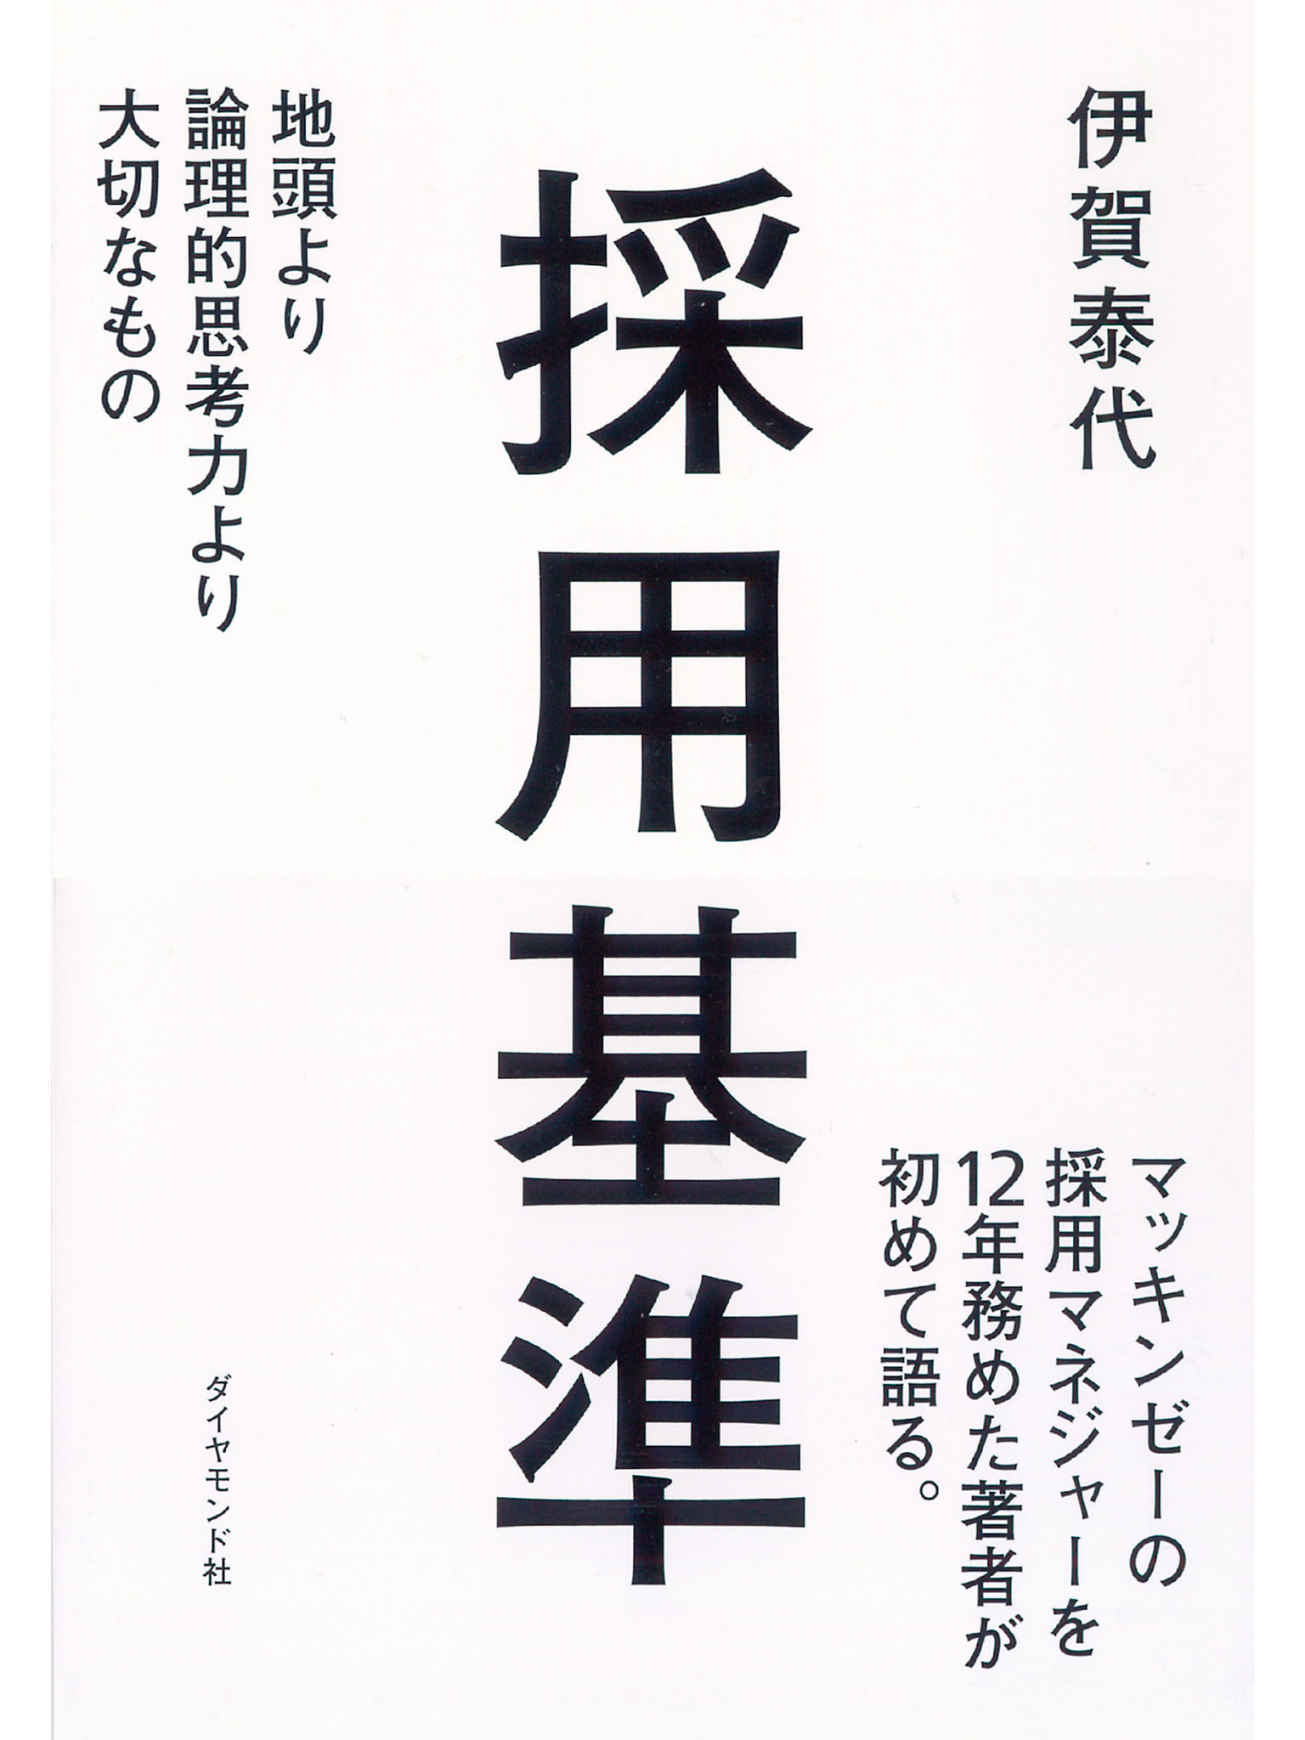 伊賀泰代
マッキンゼーの
採用マネジャーを
12年務めた著者が
初めて語る。
採用基準
地頭より
論理的思考力より
大切なもの
ダイヤモンド社